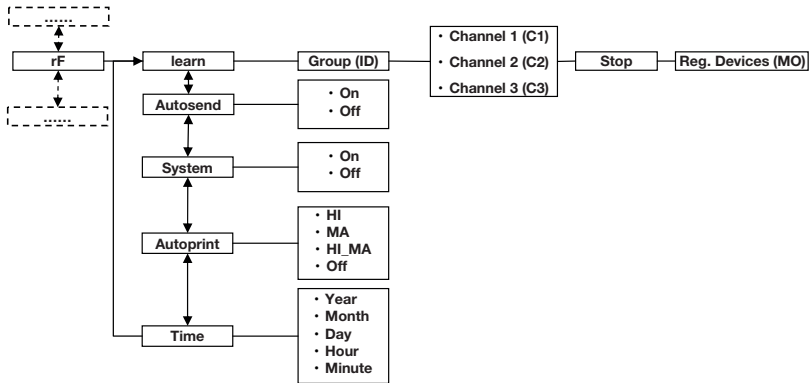 ......
rF
......
learn
Group (ID)
· Channel 1 (C1)
· Channel 2 (C2)
· Channel 3 (C3)
Stop
Reg. Devices (MO)
Autosend
· On
· Off
System
· On
· Off
Autoprint
· HI
· MA
· HI_MA
· Off
Time
· Year
· Month
· Day
· Hour
· Minute